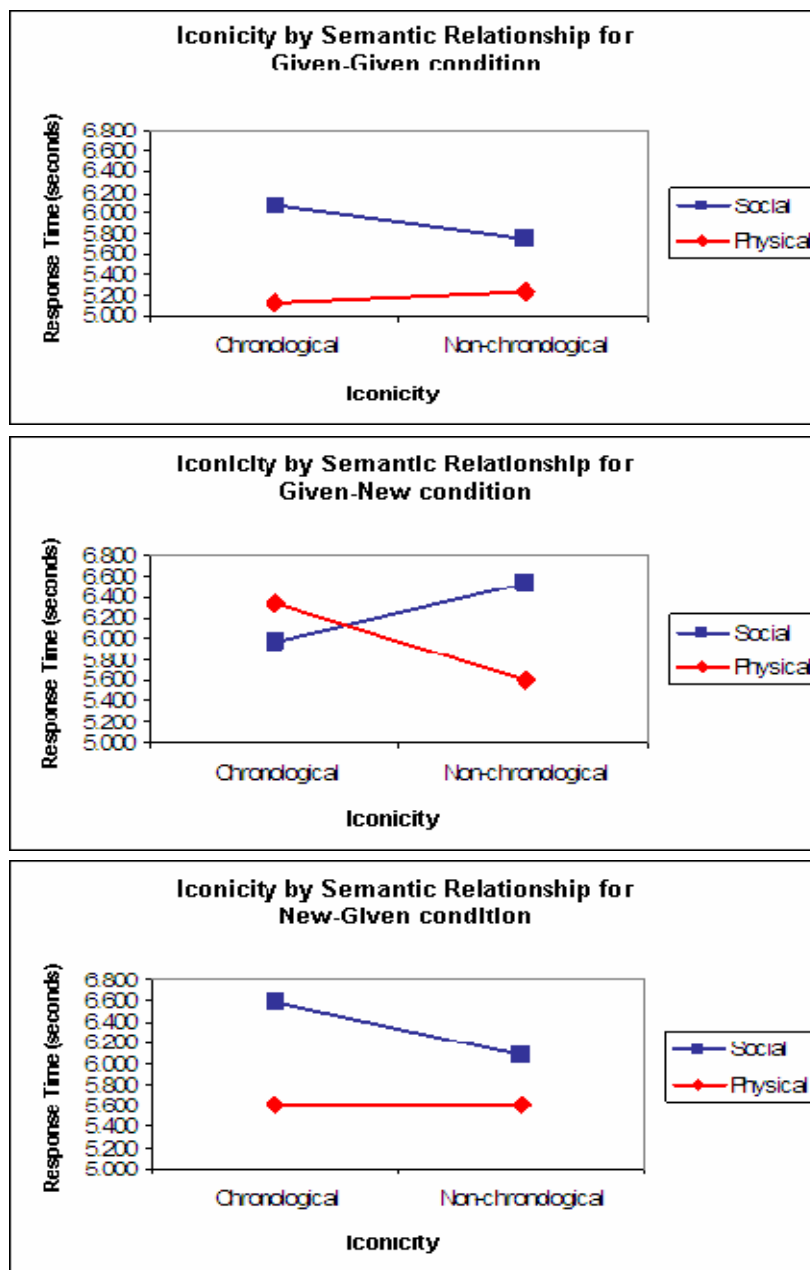 Iconicity by Semantic Relationship for
Given-Given condition
Response Time (seconds)
6.800
6.600
6.400
6.200
6.000
5.800
5.600
5.400
5.200
5.000
Chronological
Non-chronological
Iconicity
Social
Physical
Iconicity by Semantic Relationship for
Given-New condition
Response Time (seconds)
6.800
6.600
6.400
6.200
6.000
5.800
5.600
5.400
5.200
5.000
Chronological
Non-chronological
Iconicity
Social
Physical
Iconicity by Semantic Relationship for
New-Given condition
Response Time (seconds)
6.800
6.600
6.400
6.200
6.000
5.800
5.600
5.400
5.200
5.000
Chronological
Non-chronological
Iconicity
Social
Physical